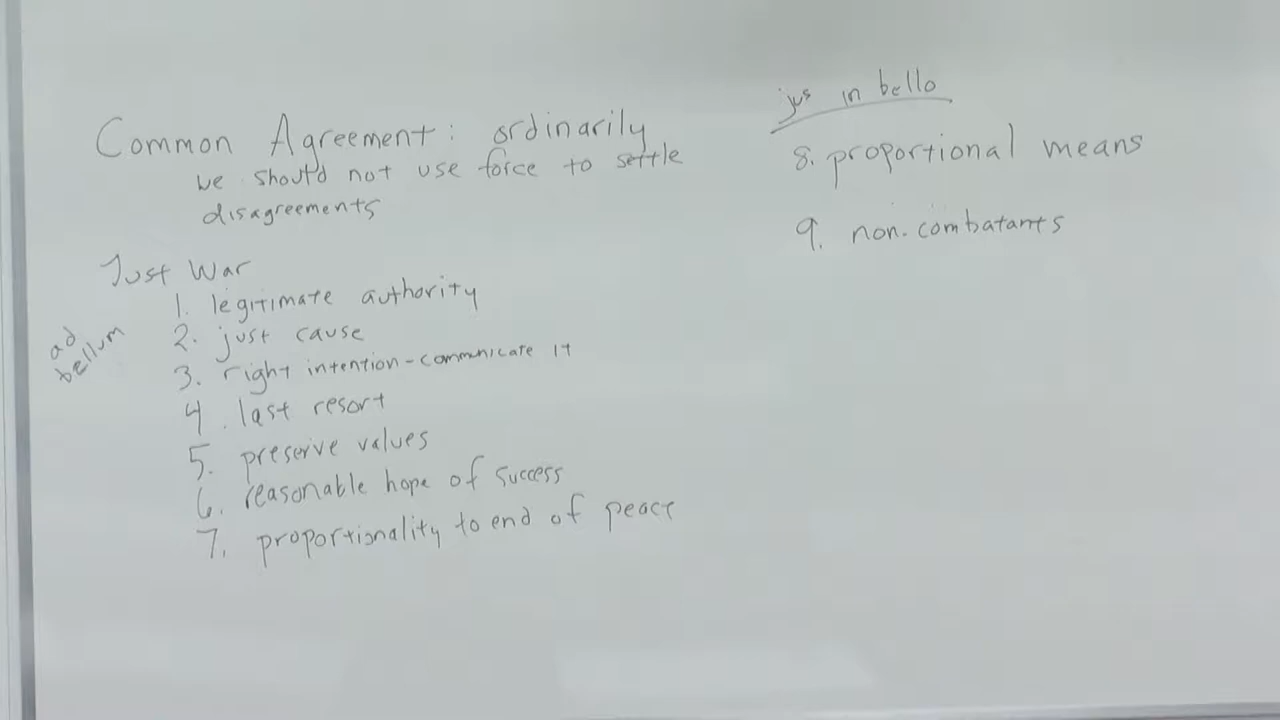 Common Agreement: ordinarily
we should not use force to settle
disagreements
Just War
ad
bellum
1. legitimate authority
2. just cause
3. right intention-communicate it
4. last resort
5. preserve values
6. reasonable hope of success
7. proportionality to end of peace
jus in bello
8. proportional means
9. non-combatants